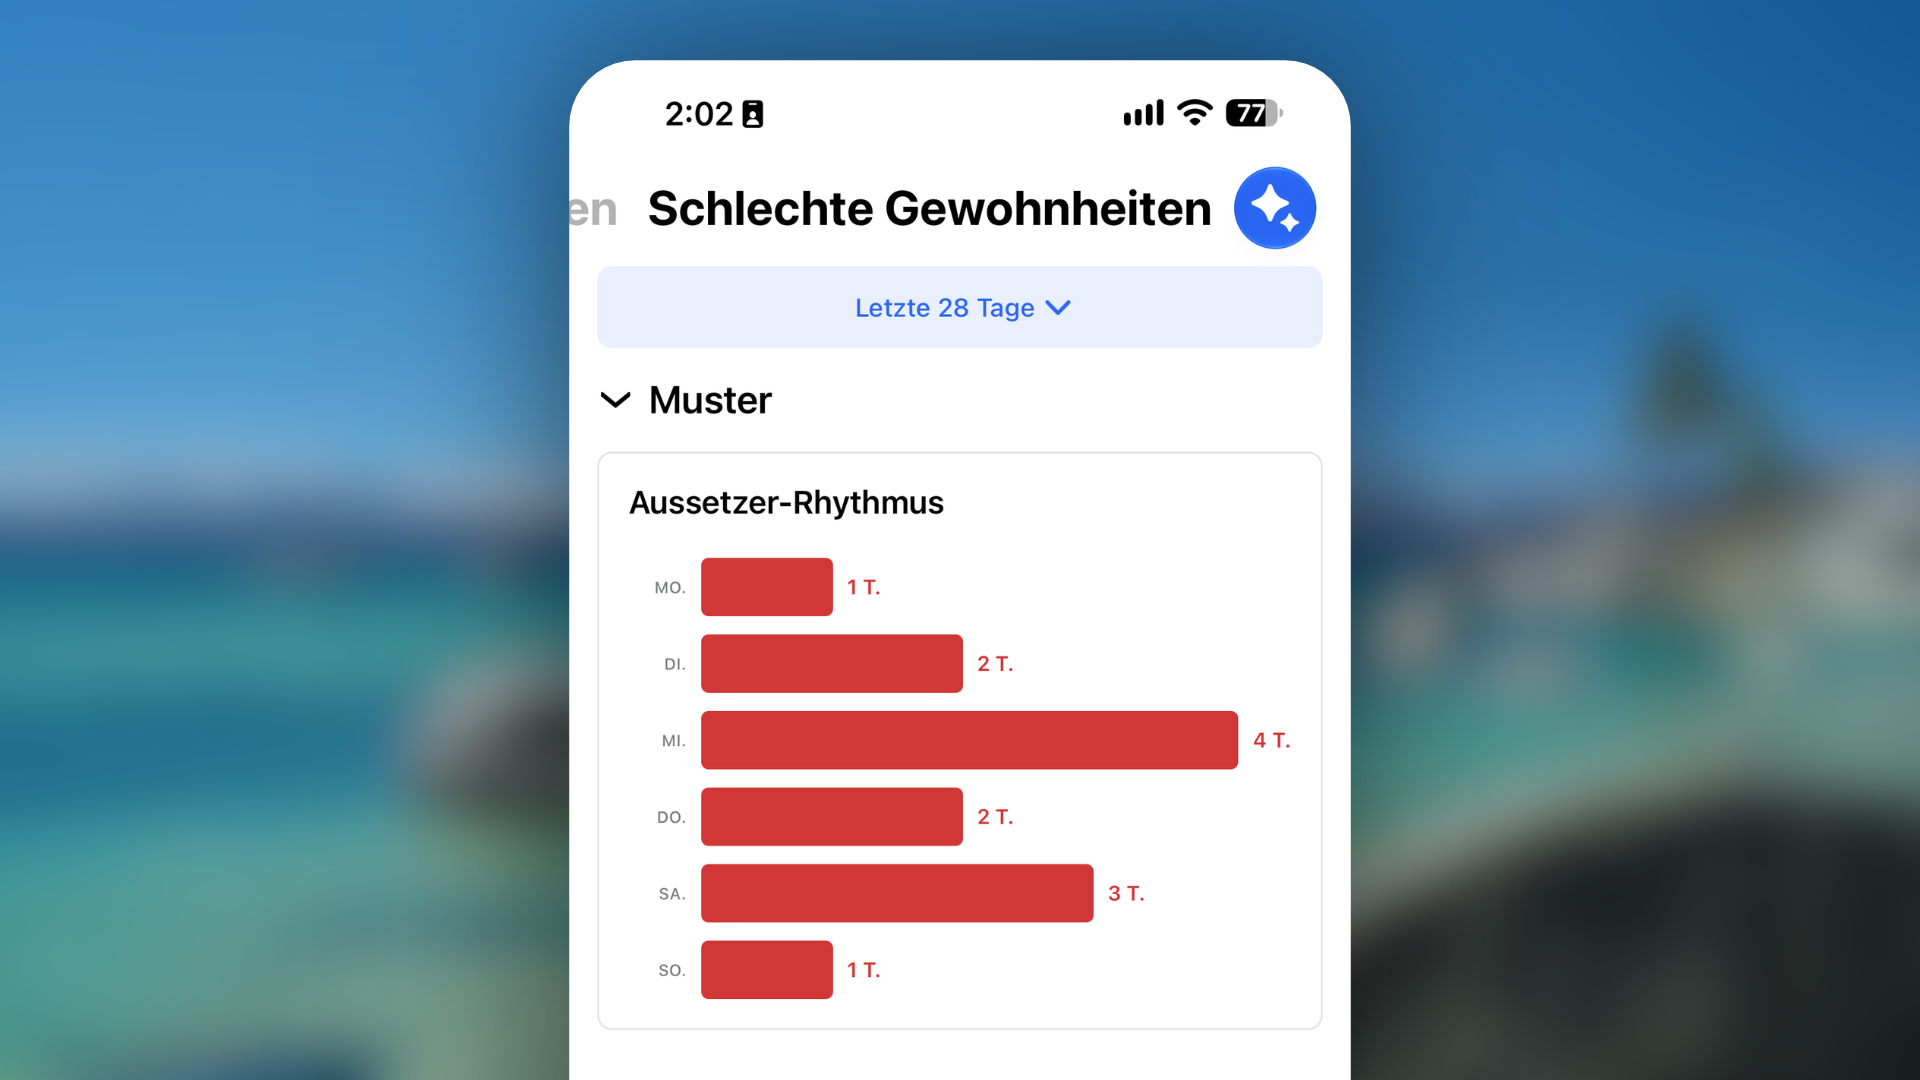 2:02
77
en
Schlechte Gewohnheiten
Letzte 28 Tage
Muster
Aussetzer-Rhythmus
MO. 1 T.
DI. 2 T.
MI. 4 T.
DO. 2 T.
SA. 3 T.
SO. 1 T.